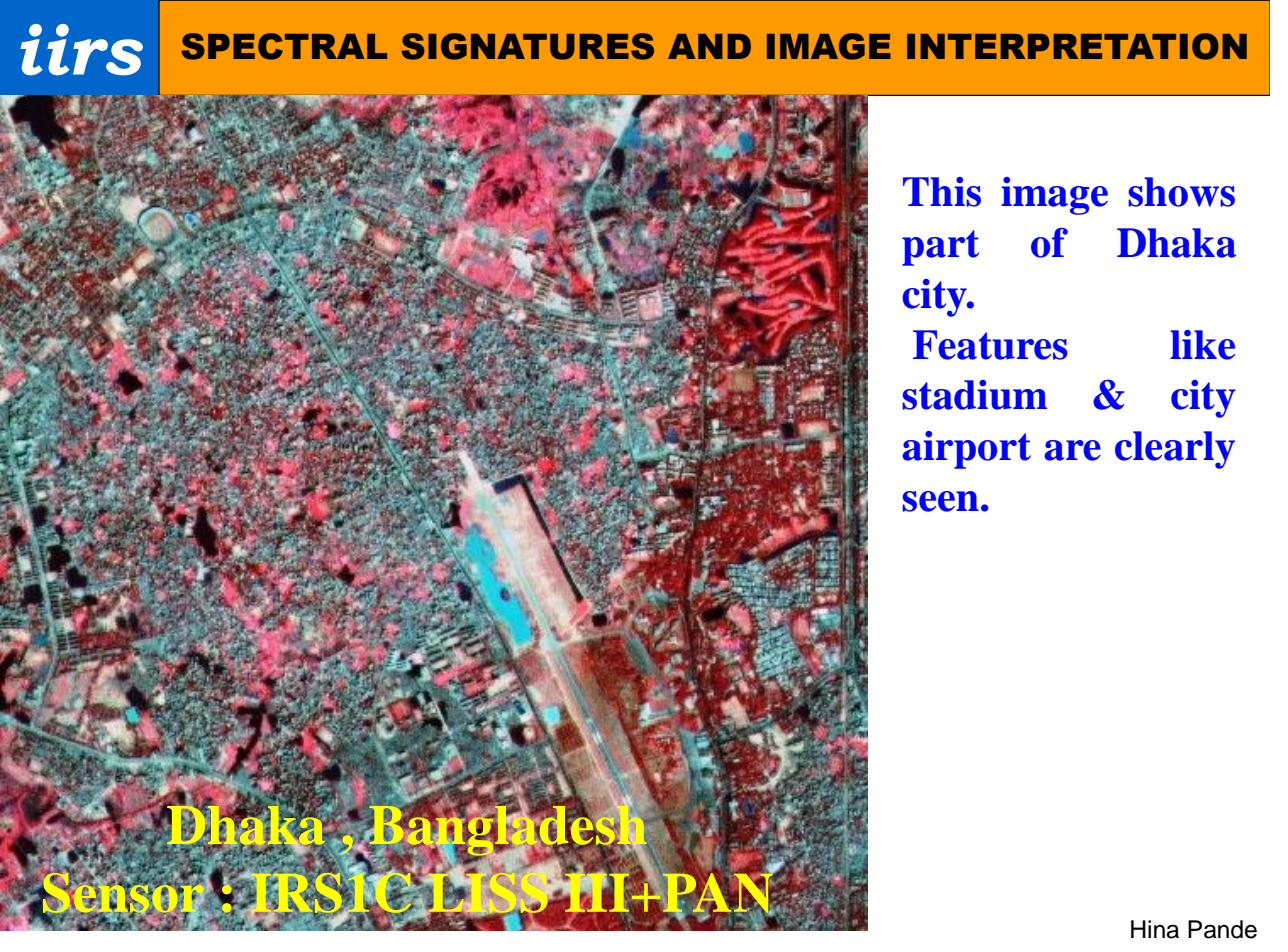 iirs
SPECTRAL SIGNATURES AND IMAGE INTERPRETATION
This image shows
part of Dhaka
city.
Features like
stadium & city
airport are clearly
seen.
Dhaka , Bangladesh
Sensor : IRS1C LISS III+PAN
Hina Pande